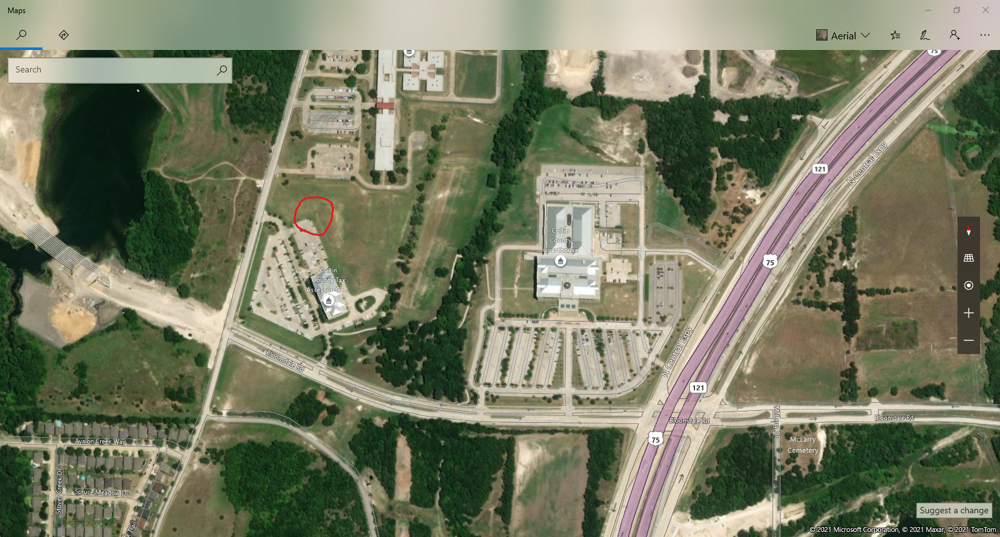 Maps
Aerial
Search
75
121
N Central Expy
Collin
County
Courthouse
75
Collin
County Tax
Assessor-Col...
N Central Expy
Bloomdale Rd
121
Bloomdale Rd
Bloomdale Rd
McLarry Dr
75
McLarry
Cemetery
Avalon Creek Way
Stover Creek Dr
Spruce Meadow Ln
Trail
Suggest a change
© 2021 Microsoft Corporation, © 2021 Maxar, © 2021 TomTom